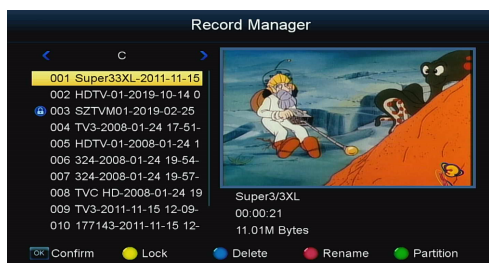 Record Manager
C
001 Super33XL-2011-11-15
002 HDTV-01-2019-10-14 0
003 SZTVM01-2019-02-25
004 TV3-2008-01-24 17-51-
005 HDTV-01-2008-01-24 1
006 324-2008-01-24 19-54-
007 324-2008-01-24 19-57-
008 TVC HD-2008-01-24 19
009 TV3-2011-11-15 12-09-
010 177143-2011-11-15 12-
Super3/3XL
00:00:21
11.01M Bytes
OK Confirm Lock Delete Rename Partition